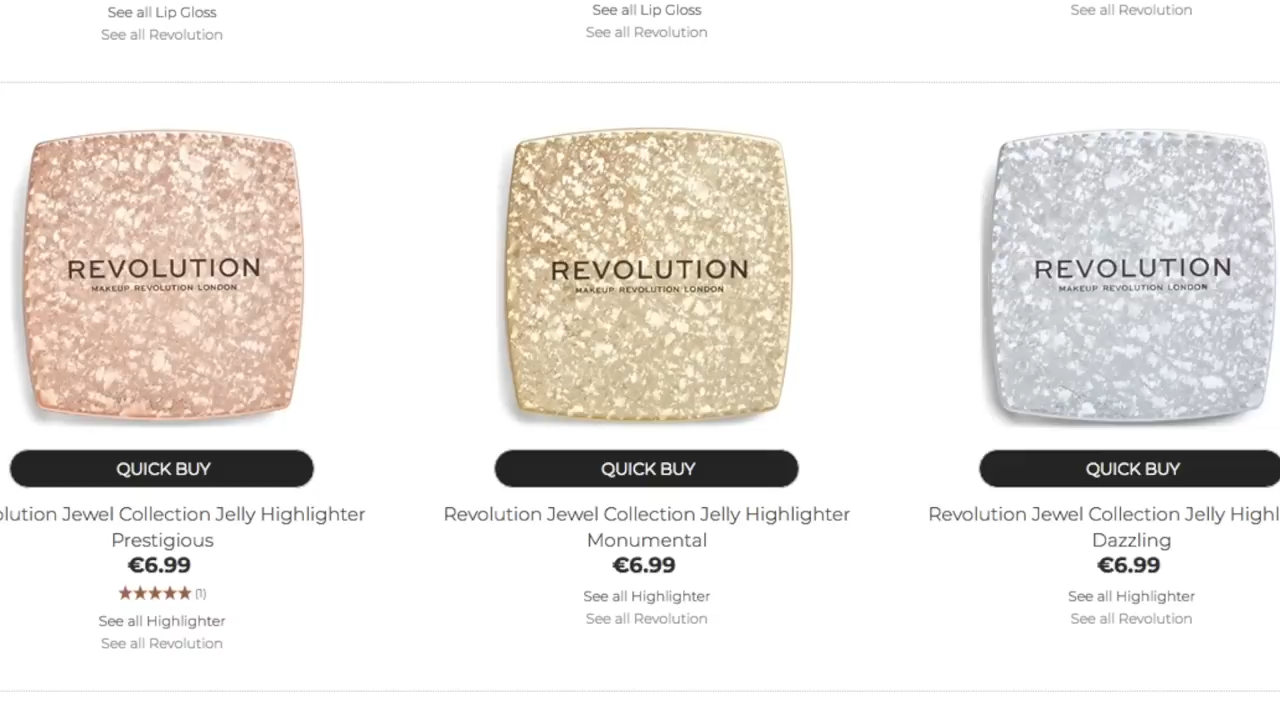 See all Lip Gloss
See all Revolution
See all Lip Gloss
See all Revolution
See all Revolution
REVOLUTION
MAKEUP REVOLUTION LONDON
REVOLUTION
MAKEUP REVOLUTION LONDON
REVOLUTION
MAKEUP REVOLUTION LONDON
QUICK BUY
QUICK BUY
QUICK BUY
olution Jewel Collection Jelly Highlighter
Prestigious
€6.99
(1)
See all Highlighter
See all Revolution
Revolution Jewel Collection Jelly Highlighter
Monumental
€6.99
See all Highlighter
See all Revolution
Revolution Jewel Collection Jelly Highl
Dazzling
€6.99
See all Highlighter
See all Revolution